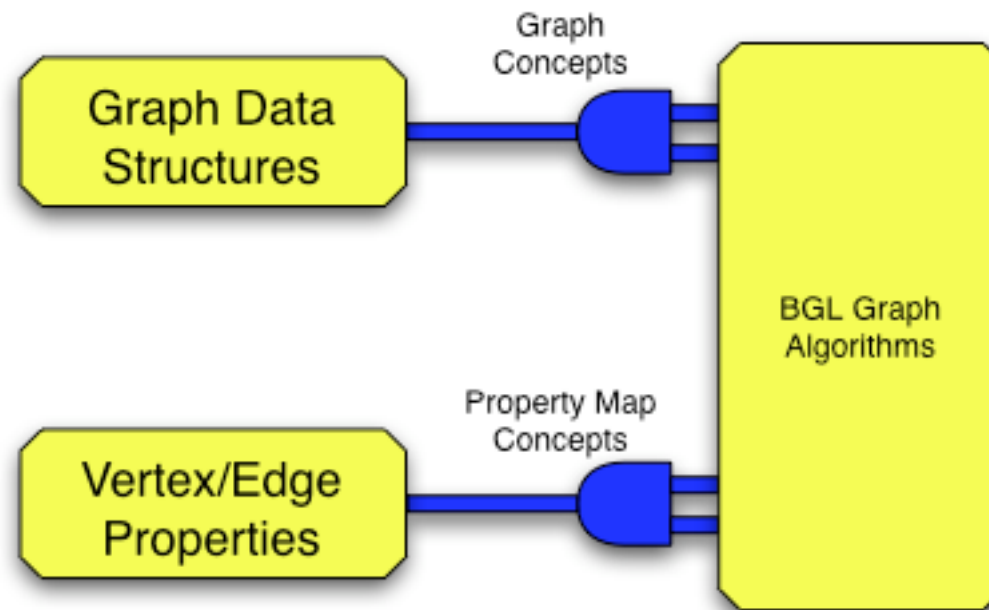 Graph
Concepts
Graph Data
Structures
BGL Graph
Algorithms
Property Map
Concepts
Vertex/Edge
Properties